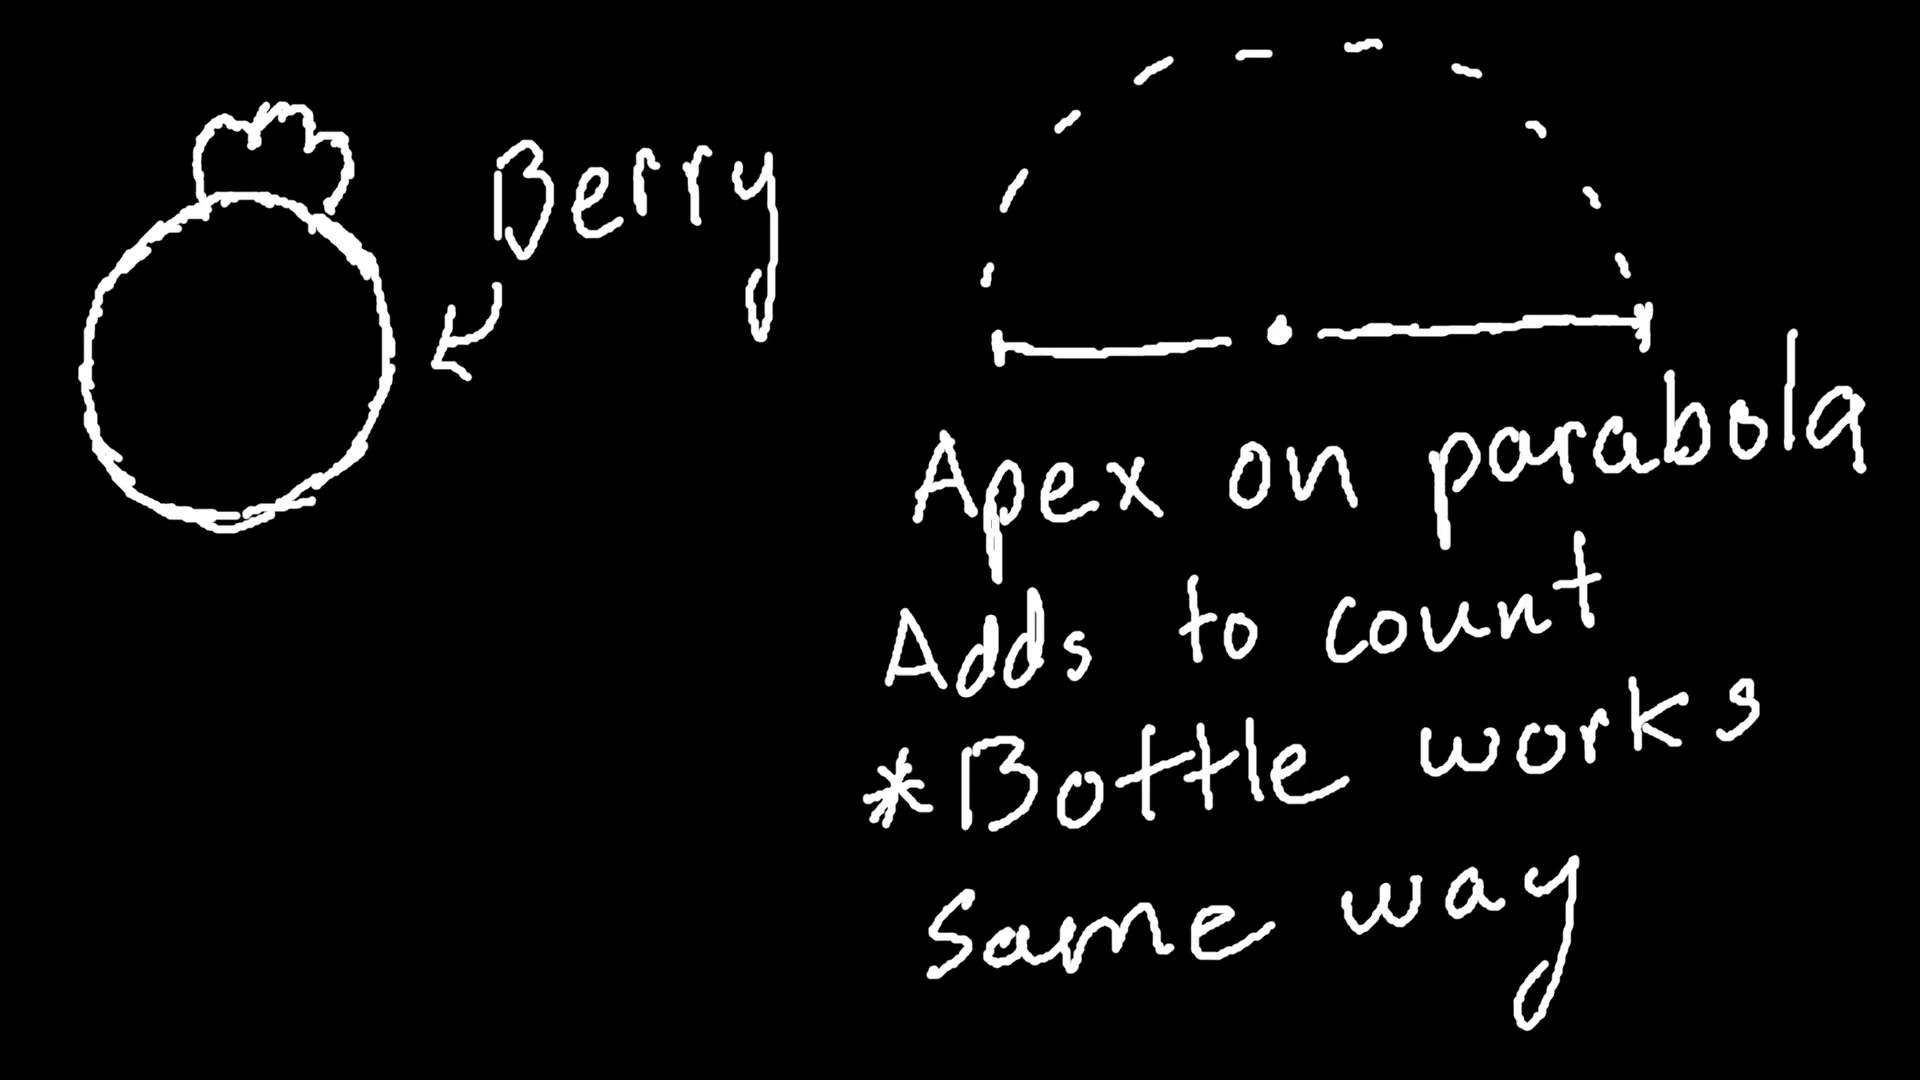 Berry
Apex on parabola
Adds to count
*Bottle works
same way